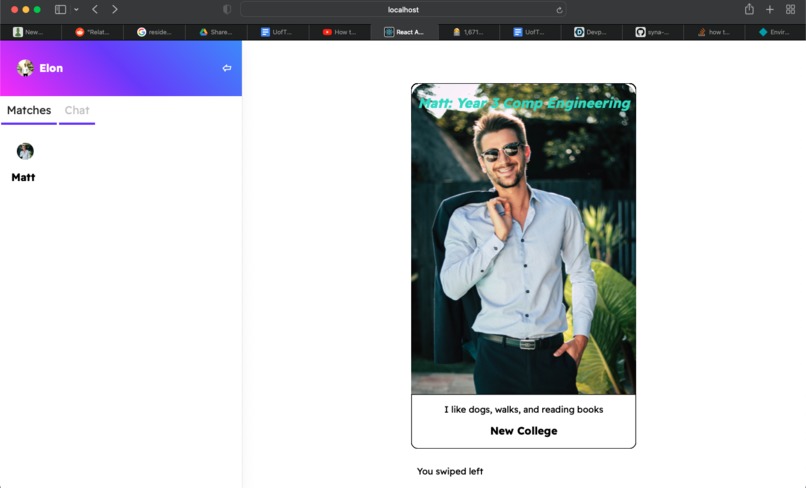 localhost
New...
"Relat...
reside...
Share...
UofT...
How t...
React A...
1,671...
UofT...
Devp...
syna-...
how t...
Envir...
Elon
Matches Chat
Matt
Matt: Year 3 Comp Engineering
I like dogs, walks, and reading books
New College
You swiped left